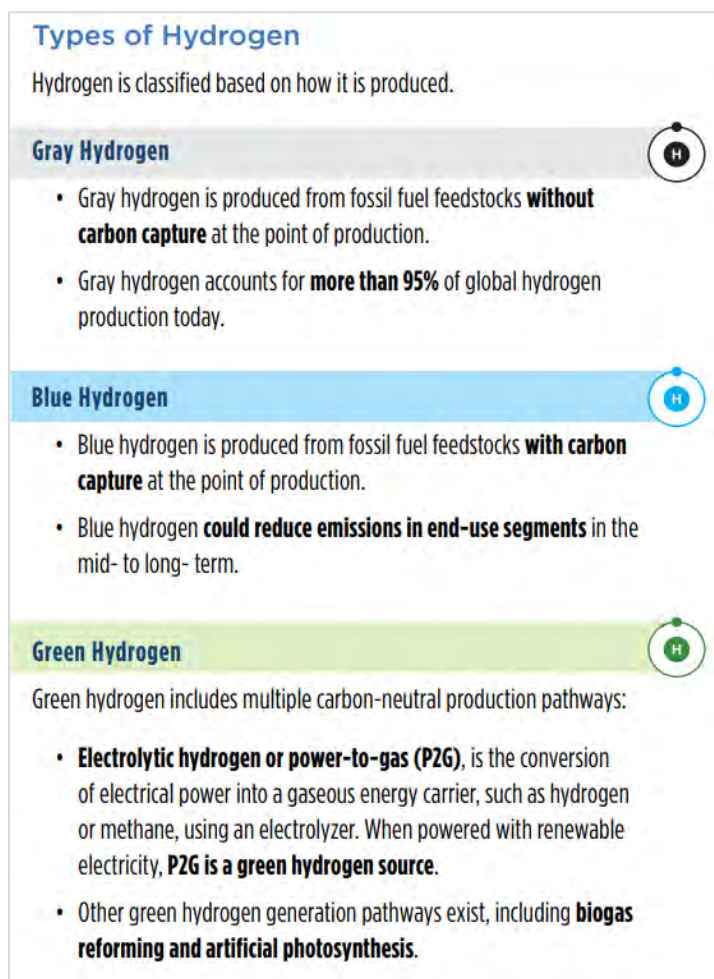 Types of Hydrogen
Hydrogen is classified based on how it is produced.
Gray Hydrogen
H
• Gray hydrogen is produced from fossil fuel feedstocks without
carbon capture at the point of production.
• Gray hydrogen accounts for more than 95% of global hydrogen
production today.
Blue Hydrogen
H
• Blue hydrogen is produced from fossil fuel feedstocks with carbon
capture at the point of production.
• Blue hydrogen could reduce emissions in end-use segments in the
mid- to long- term.
Green Hydrogen
H
Green hydrogen includes multiple carbon-neutral production pathways:
• Electrolytic hydrogen or power-to-gas (P2G), is the conversion
of electrical power into a gaseous energy carrier, such as hydrogen
or methane, using an electrolyzer. When powered with renewable
electricity, P2G is a green hydrogen source.
• Other green hydrogen generation pathways exist, including biogas
reforming and artificial photosynthesis.